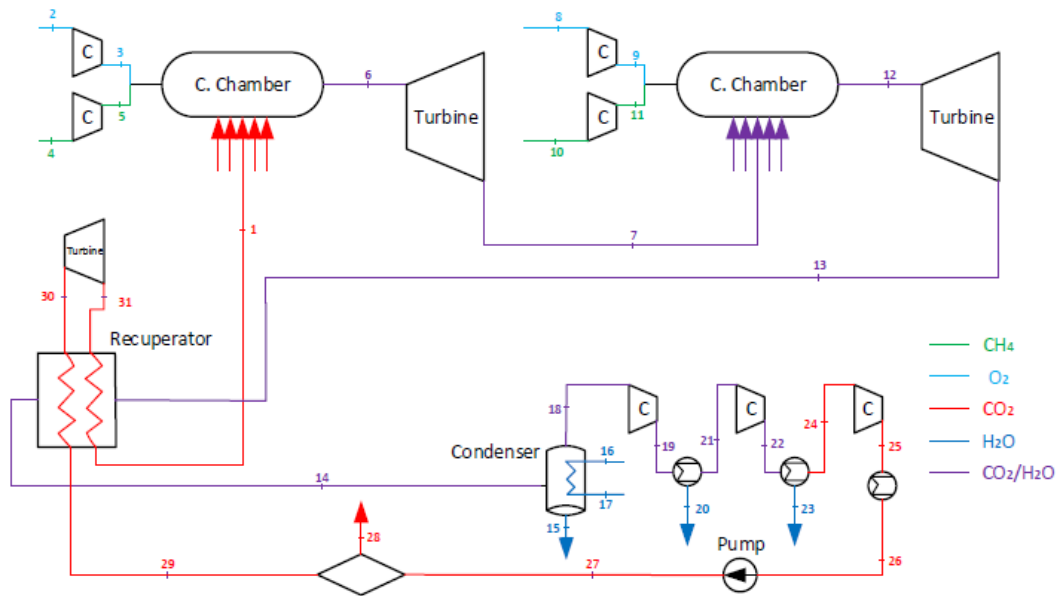 2
8
C
3
C
9
C. Chamber
6
C. Chamber
12
C
5
Turbine
C
11
Turbine
4
10
1
7
Turbine
13
30
31
Recuperator
CH₄
O₂
CO₂
H₂O
CO₂/H₂O
18
C
C
24
C
Condenser
19
21
22
25
16
14
17
15
20
23
Pump
28
29
27
26